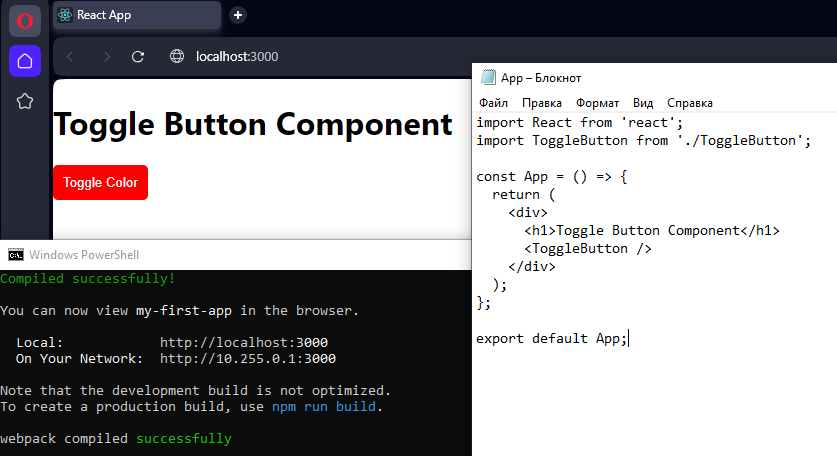 React App
localhost:3000
Toggle Button Component
Toggle Color
Windows PowerShell
Compiled successfully!
You can now view my-first-app in the browser.
Local: http://localhost:3000
On Your Network: http://10.255.0.1:3000
Note that the development build is not optimized.
To create a production build, use npm run build.
webpack compiled successfully
App – Блокнот
Файл Правка Формат Вид Справка
import React from 'react';
import ToggleButton from './ToggleButton';
const App = () => {
return (
<div>
<h1>Toggle Button Component</h1>
<ToggleButton />
</div>
);
};
export default App;